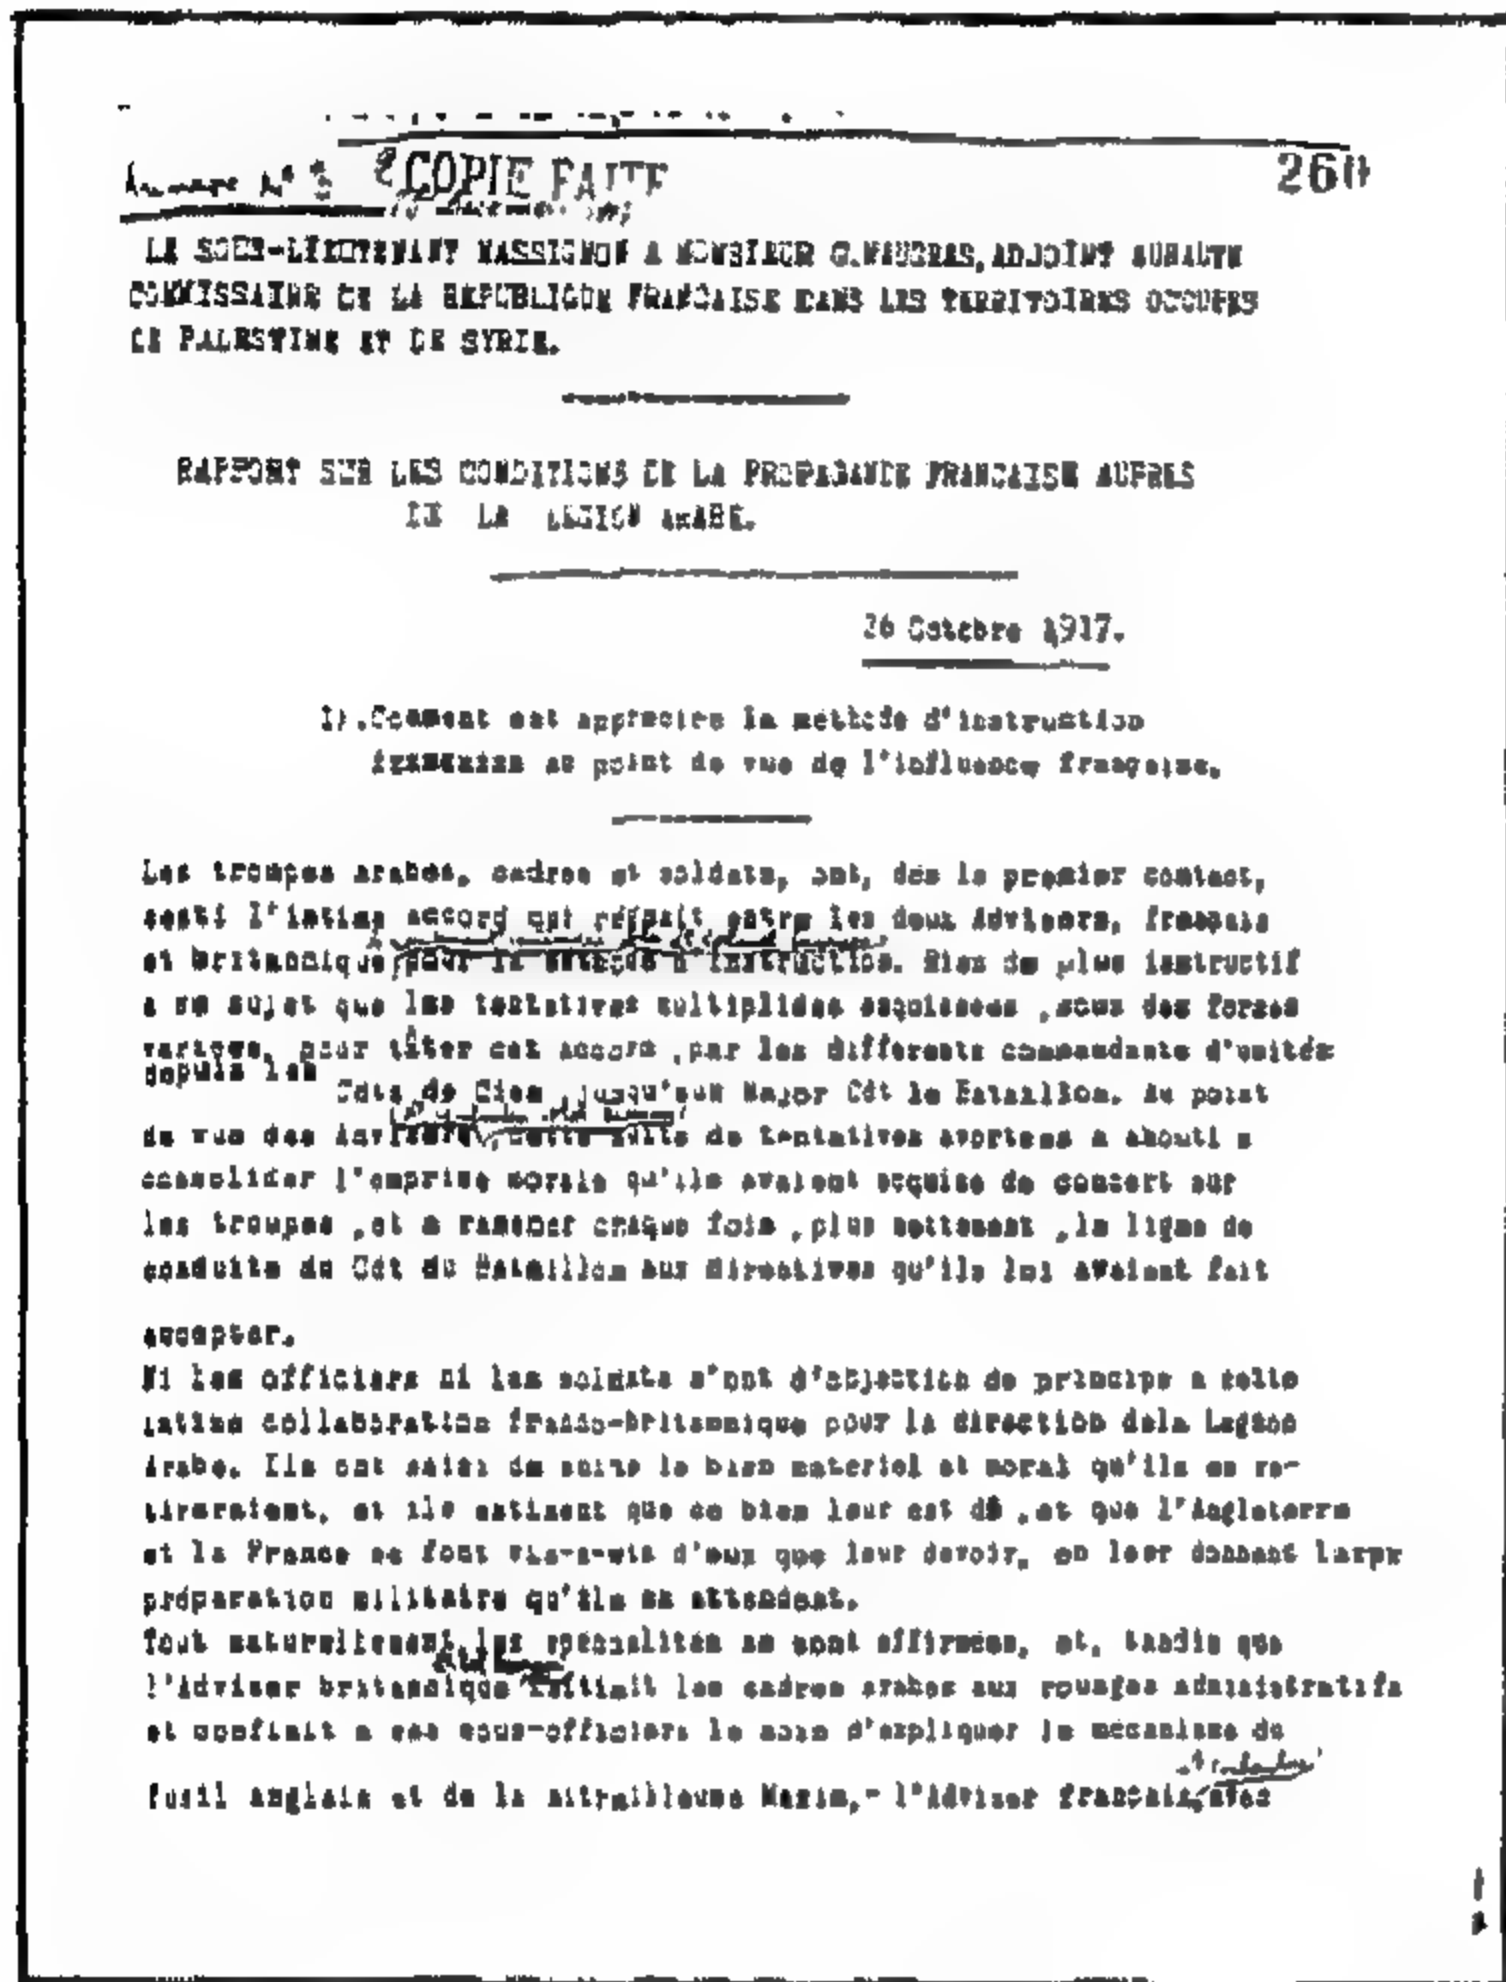 Annexe N° 2 COPIE FAITE 260
LE SOUS-LIEUTENANT MASSIGNON A MONSIEUR G.MAUGRAS, ADJOINT AUHAUTE
COMMISSAIRE DE LA REPUBLIQUE FRANCAISE DANS LES TERRITOIRES OCCUPES
DE PALESTINE ET DE SYRIE.
RAPPORT SUR LES CONDITIONS DE LA PROPAGANDE FRANCAISE AUPRES
DE LA LEGION ARABE.
26 Octobre 1917.
I).Comment est appreciee la méthode d'instruction
au point de vue de l'influence française.
Les troupes arabes, cadres et soldats, ont, dès le premier contact,
senti l'intime accord qui régnait entre les deux Advisers, français
et britannique pour la méthode d'instruction. Rien de plus instructif
a ce sujet que les tentatives multipliées esquissees ,sous des formes
variees, pour tâter cet accord ,par les differents commandants d'unités
depuis les
Cdts de Cies ,jusqu'au Major Cdt le Bataillon. Au point
de vue des Advisers, cette suite de tentatives avortees a abouti a
consolider l'emprise morale qu'ils avaient acquise de concert sur
les troupes ,et a ramener chaque fois ,plus nettement ,la ligne de
conduite du Cdt du Bataillon aux directives qu'ils lui avaient fait
accepter.
Ni les officiers ni les soldats n'ont d'objection de principe a cette
intime collaboration franco-britannique pour la direction dela Legion
Arabe. Ils ont saisi de suite le bien materiel et moral qu'ils en re-
tireraient, et ils estiment que ce bien leur est dû ,et que l'Angleterre
et la France ne font vis-a-vis d'eux que leur devoir, en leur donnant
préparation militaire qu'ils en attendent.
Tout naturellement les spécialités se sont affirmées, et, tandis que
l'Adviser britannique initiait les cadres arabes aux rouages administratifs
et confiait a ses sous-officiers le soin d'expliquer le mécanisme du
fusil anglais et de la mitrailleuse Maxim,- l'Adviser français, avec